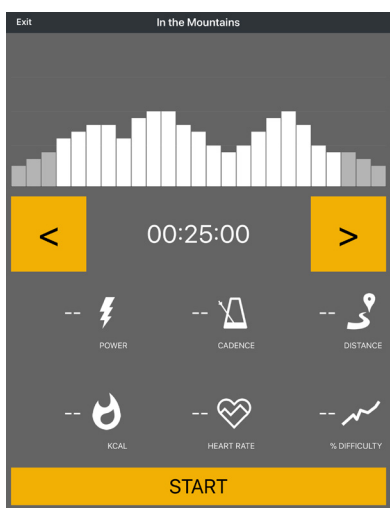 Exit In the Mountains
< 00:25:00 >
-- -- --
POWER CADENCE DISTANCE
-- -- --
KCAL HEART RATE % DIFFICULTY
START